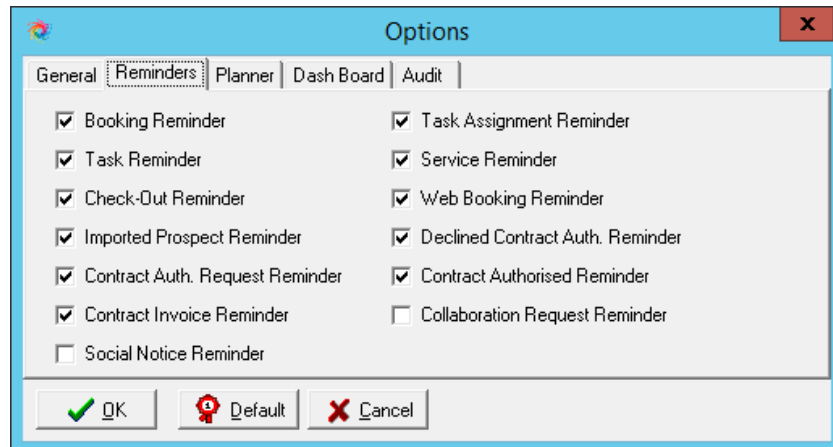 Options
General Reminders Planner Dash Board Audit
Booking Reminder Task Assignment Reminder
Task Reminder Service Reminder
Check-Out Reminder Web Booking Reminder
Imported Prospect Reminder Declined Contract Auth. Reminder
Contract Auth. Request Reminder Contract Authorised Reminder
Contract Invoice Reminder Collaboration Request Reminder
Social Notice Reminder
OK Default Cancel